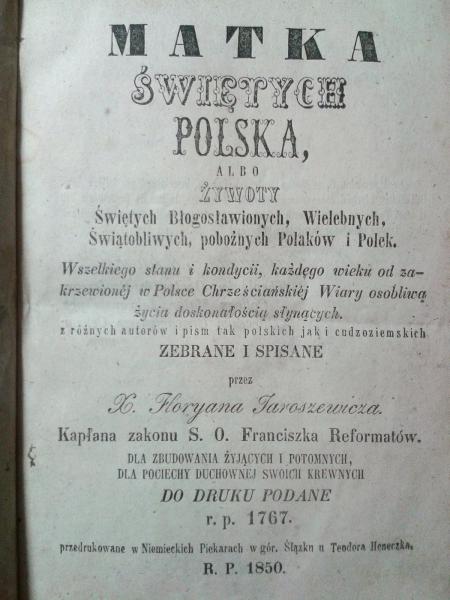 MATKA
ŚWIĘTYCH
POLSKA,
ALBO
ŻYWOTY
Świętych Błogosławionych, Wielebnych,
Świątobliwych, pobożnych Polaków i Polek.
Wszelkiego stanu i kondycii, każdęgo wieku od za-
krzewionéj w Polsce Chrześciańskiéj Wiary osobliwą
życia doskonałością słynących.
z różnych autorów i pism tak polskich jak i cudzoziemskich
ZEBRANE I SPISANE
przez
X. Floryana Jaroszewicza.
Kapłana zakonu S. O. Franciszka Reformatów.
DLA ZBUDOWANIA ŻYJĄCYCH I POTOMNYCH,
DLA POCIECHY DUCHOWNEJ SWOICH KREWNYCH
DO DRUKU PODANE
r. p. 1767.
przedrukowane w Niemieckich Piekarach w gór. Ślązku u Teodora Heneczka,
R. P. 1850.